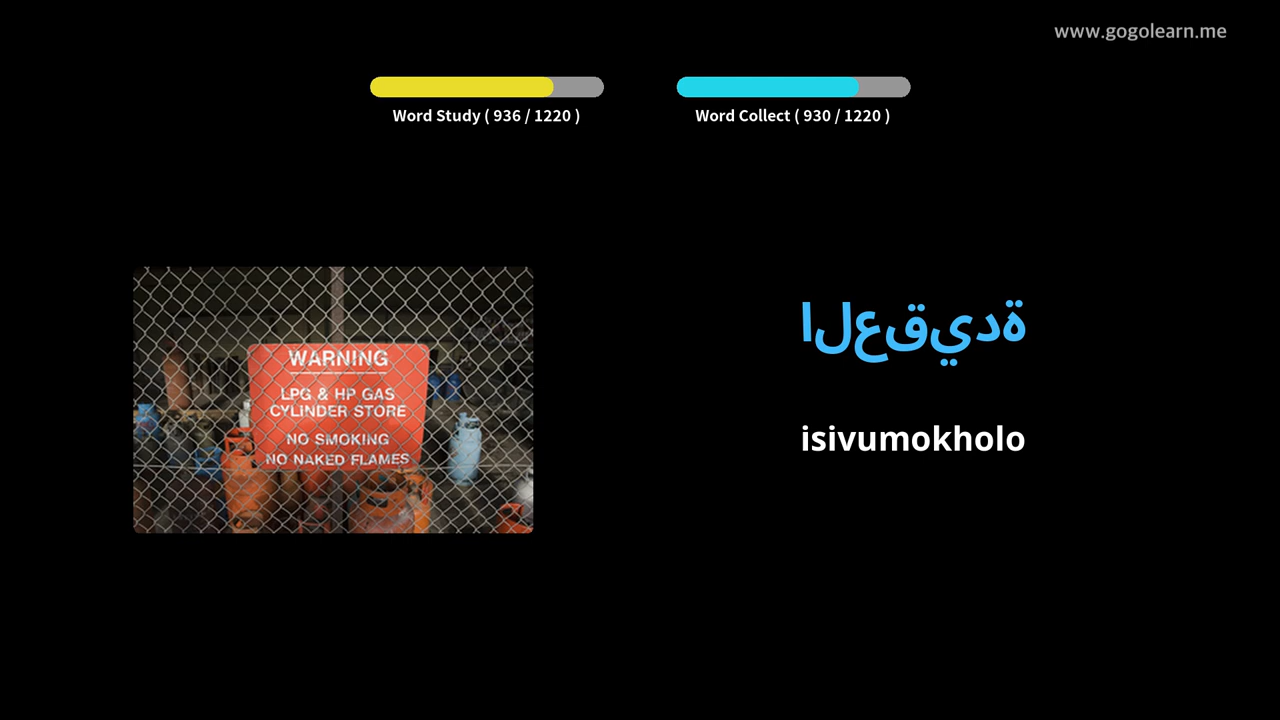 www.gogolearn.me
Word Study ( 936 / 1220 )
Word Collect ( 930 / 1220 )
WARNING
LPG & HP GAS
CYLINDER STORE
NO SMOKING
NO NAKED FLAMES
العقيدة
isivumokholo